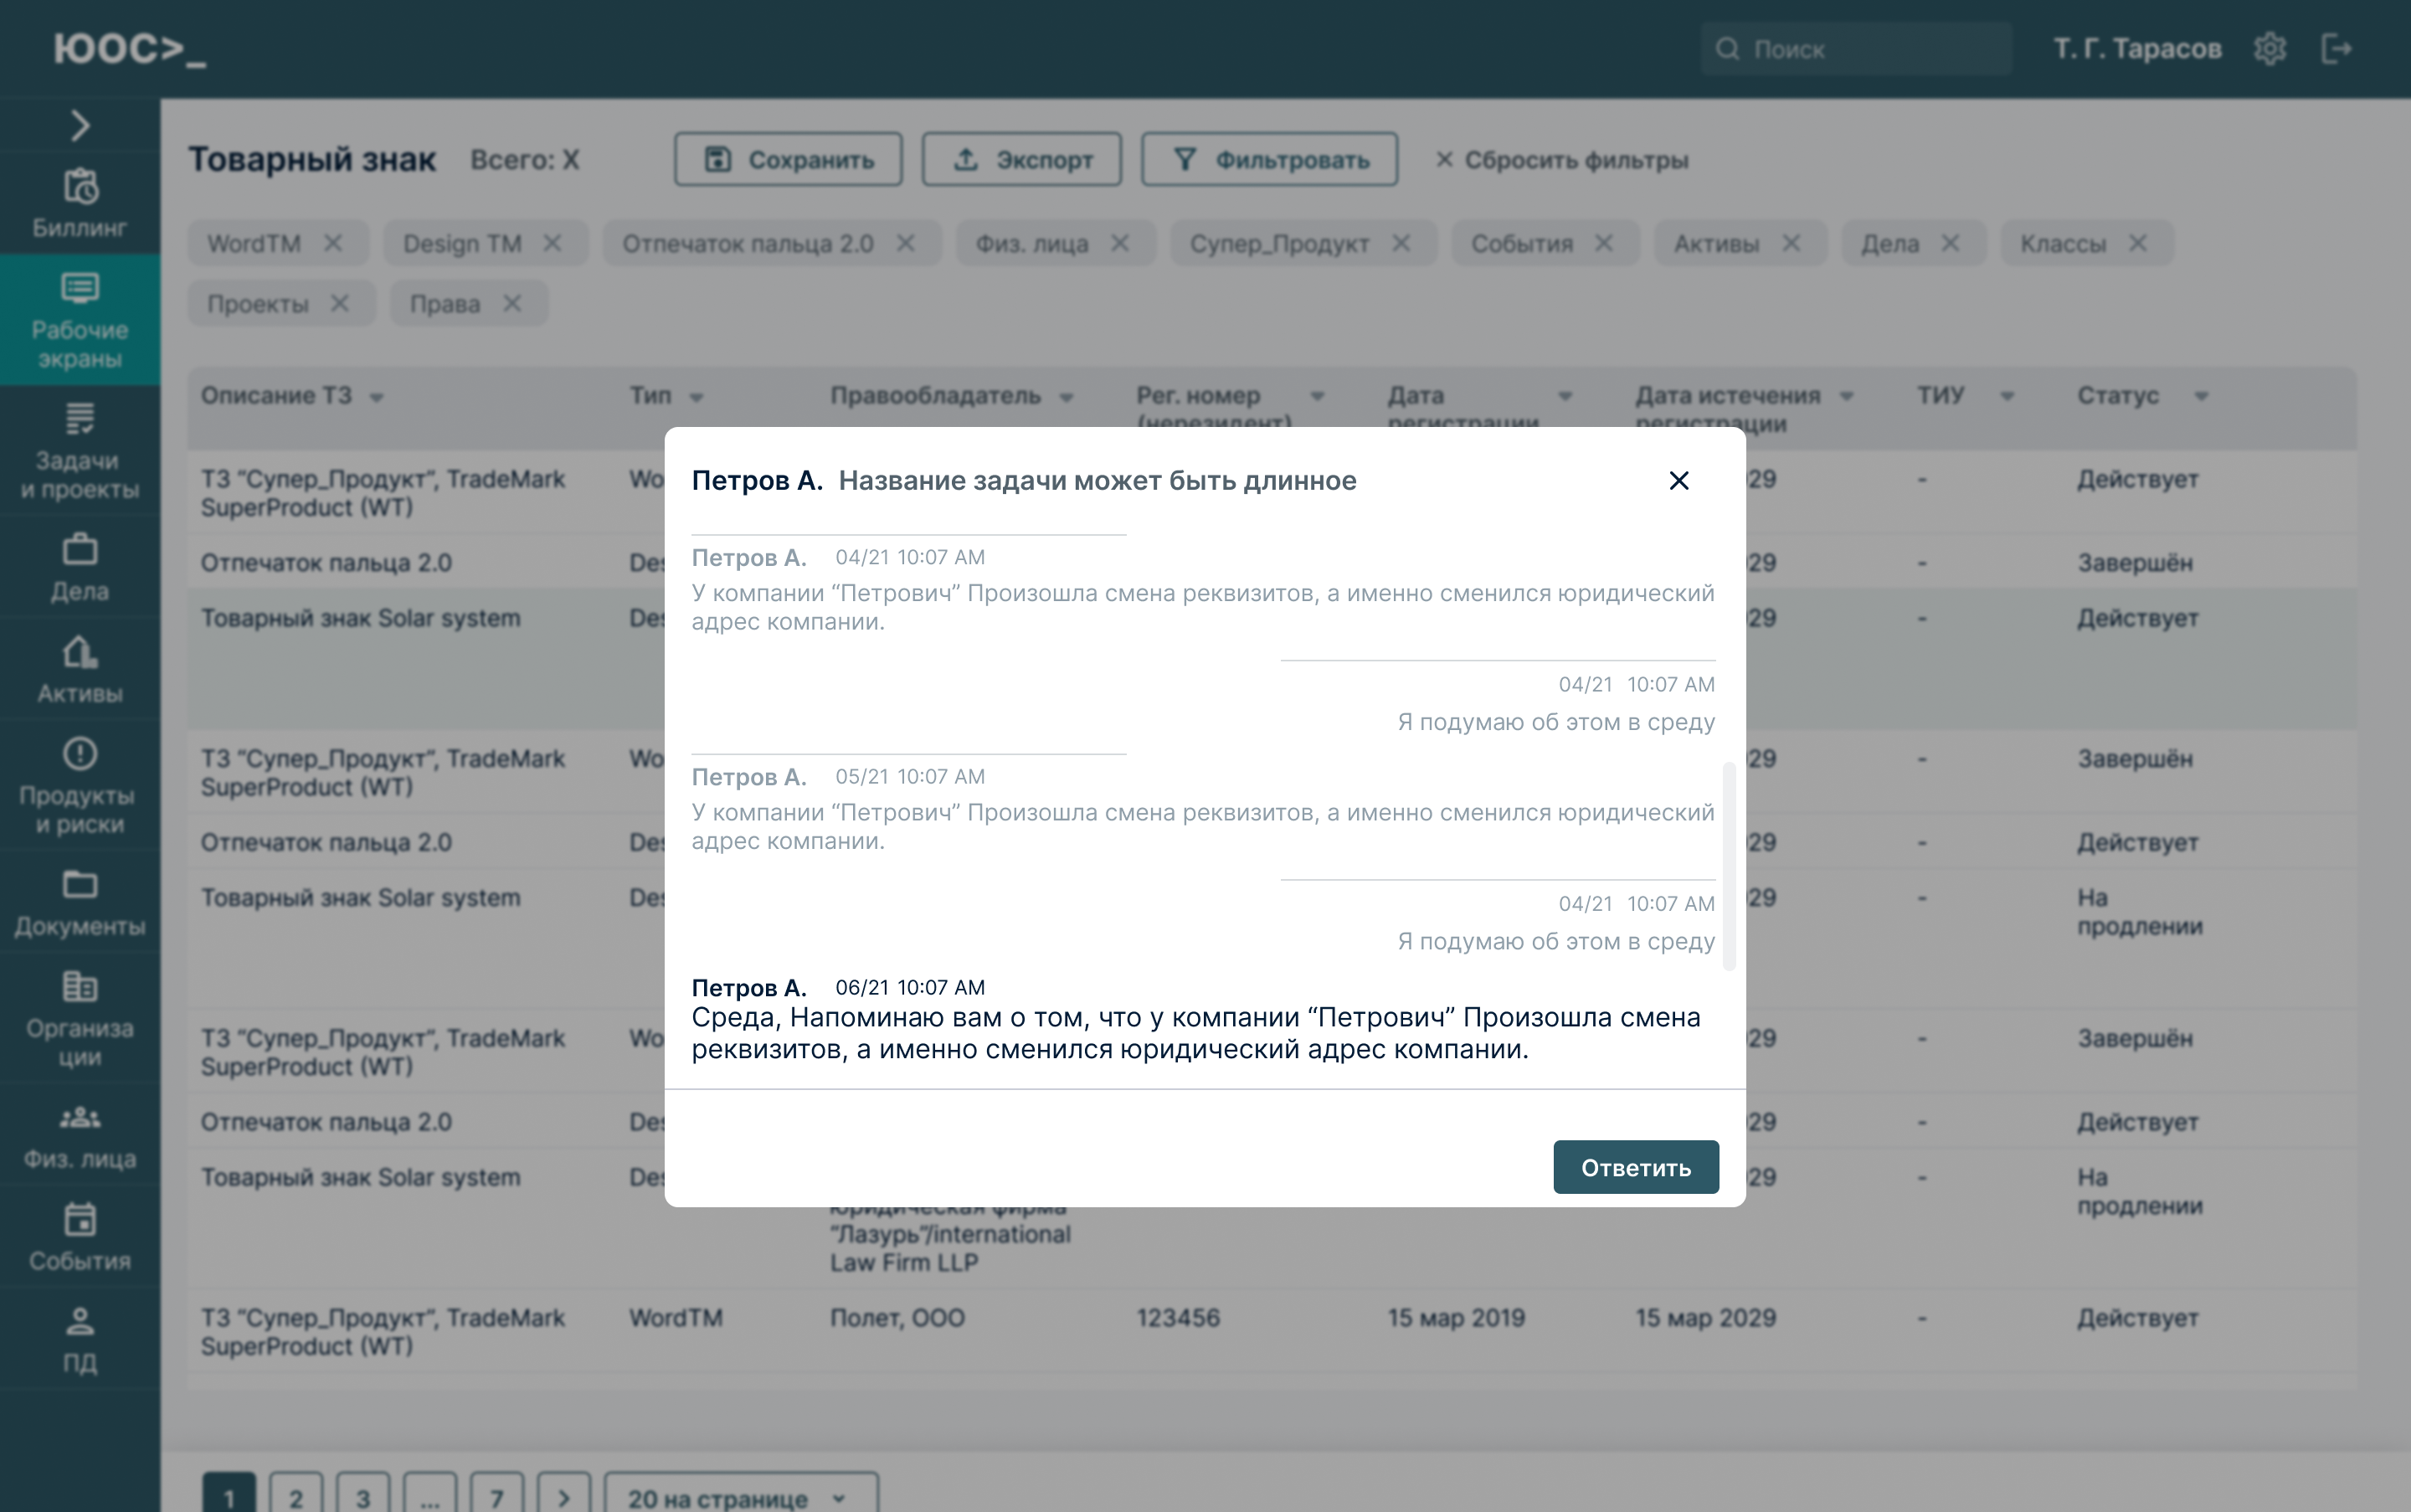 ЮОС>_
Поиск
Т. Г. Тарасов
Биллинг
Рабочие
экраны
Задачи
и проекты
Дела
Активы
Продукты
и риски
Документы
Организа
ции
Физ. лица
События
ПД
Товарный знак Всего: X
Сохранить
Экспорт
Фильтровать
Сбросить фильтры
WordTM
Design TM
Отпечаток пальца 2.0
Физ. лица
Супер_Продукт
События
Активы
Дела
Классы
Проекты
Права
Описание ТЗ
Тип
Правообладатель
Рег. номер
(нерезидент)
Дата
регистрации
Дата истечения
регистрации
ТИУ
Статус
ТЗ “Супер_Продукт”, TradeMark
SuperProduct (WT)
Wo
29
-
Действует
Отпечаток пальца 2.0
Des
29
-
Завершён
Товарный знак Solar system
Des
29
-
Действует
ТЗ “Супер_Продукт”, TradeMark
SuperProduct (WT)
Wo
29
-
Завершён
Отпечаток пальца 2.0
Des
29
-
Действует
Товарный знак Solar system
Des
29
-
На
продлении
ТЗ “Супер_Продукт”, TradeMark
SuperProduct (WT)
Wo
29
-
Завершён
Отпечаток пальца 2.0
Des
29
-
Действует
Товарный знак Solar system
Des
юридическая фирма
“Лазурь”/international
Law Firm LLP
29
-
На
продлении
ТЗ “Супер_Продукт”, TradeMark
SuperProduct (WT)
WordTM
Полет, ООО
123456
15 мар 2019
15 мар 2029
-
Действует
1
2
3
...
7
20 на странице
Петров А. Название задачи может быть длинное
Петров А. 04/21 10:07 AM
У компании “Петрович” Произошла смена реквизитов, а именно сменился юридический
адрес компании.
04/21 10:07 AM
Я подумаю об этом в среду
Петров А. 05/21 10:07 AM
У компании “Петрович” Произошла смена реквизитов, а именно сменился юридический
адрес компании.
04/21 10:07 AM
Я подумаю об этом в среду
Петров А. 06/21 10:07 AM
Среда, Напоминаю вам о том, что у компании “Петрович” Произошла смена
реквизитов, а именно сменился юридический адрес компании.
Ответить